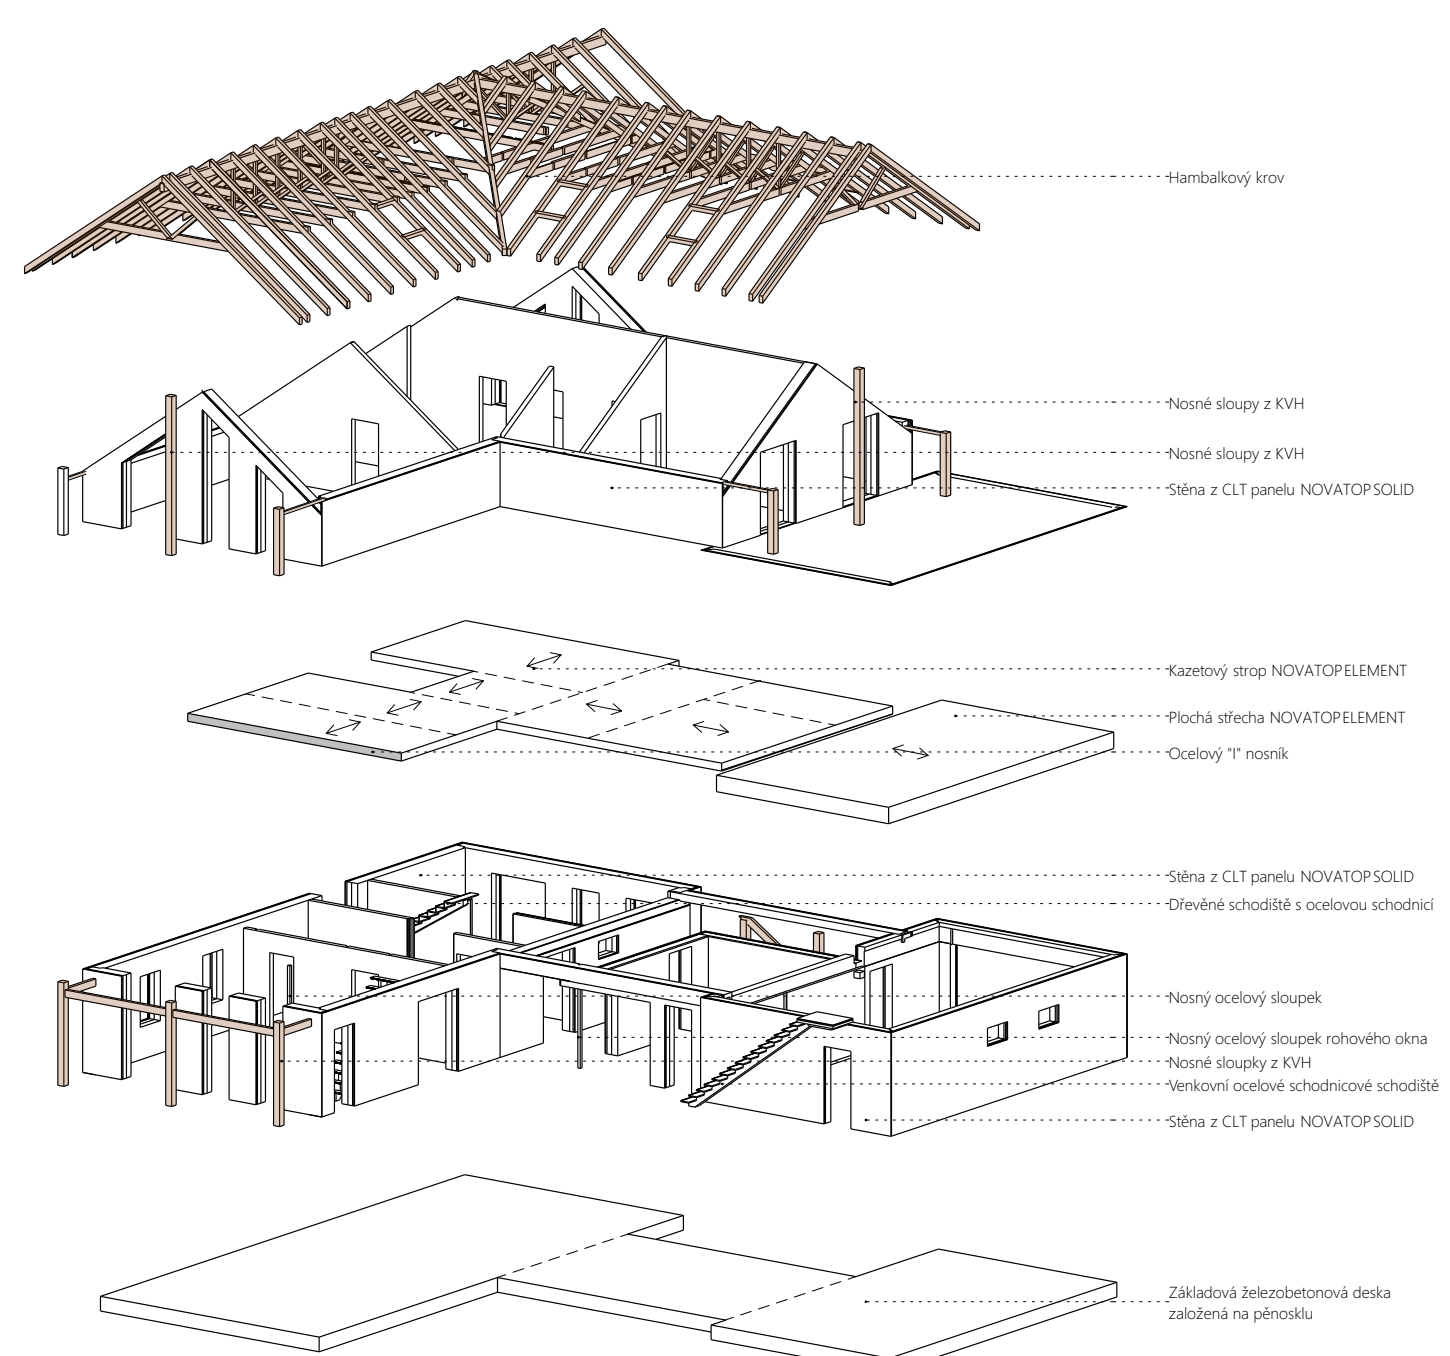 Hambalkový krov
Nosné sloupy z KVH
Nosné sloupy z KVH
Stěna z CLT panelu NOVATOP SOLID
Kazetový strop NOVATOP ELEMENT
Plochá střecha NOVATOP ELEMENT
Ocelový "I" nosník
Stěna z CLT panelu NOVATOP SOLID
Dřevěné schodiště s ocelovou schodnicí
Nosný ocelový sloupek
Nosný ocelový sloupek rohového okna
Nosné sloupky z KVH
Venkovní ocelové schodnicové schodiště
Stěna z CLT panelu NOVATOP SOLID
Základová železobetonová deska
založená na pěnosklu